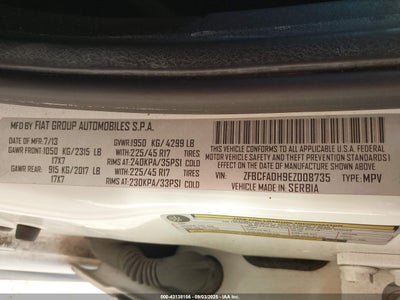 MFD BY FIAT GROUP AUTOMOBILES S.P.A.
DATE OF MFR:7/13 GVWR:1950 KG/4299 LB
GAWR FRONT:1050 KG/2315 LB WITH:225/45 R17 TIRES
17X7 RIMS AT:240KPA/35PSI COLD
GAWR REAR: 915 KG/2017 LB WITH:225/45 R17 TIRES
17X7 RIMS AT:230KPA/33PSI COLD
THIS VEHICLE CONFORMS TO ALL APPLICABLE U.S.A. FEDERAL
MOTOR VEHICLE SAFETY, BUMPER, AND THEFT PREVENTION
STANDARDS IN EFFECT ON THE DATE OF MANUFACTURE SHOWN ABOVE
VIN: ZFBCFADH9EZ008735 TYPE: MPV
VEHICLE MADE IN SERBIA
000-43138156 - 09/03/2025 - IAA Inc.